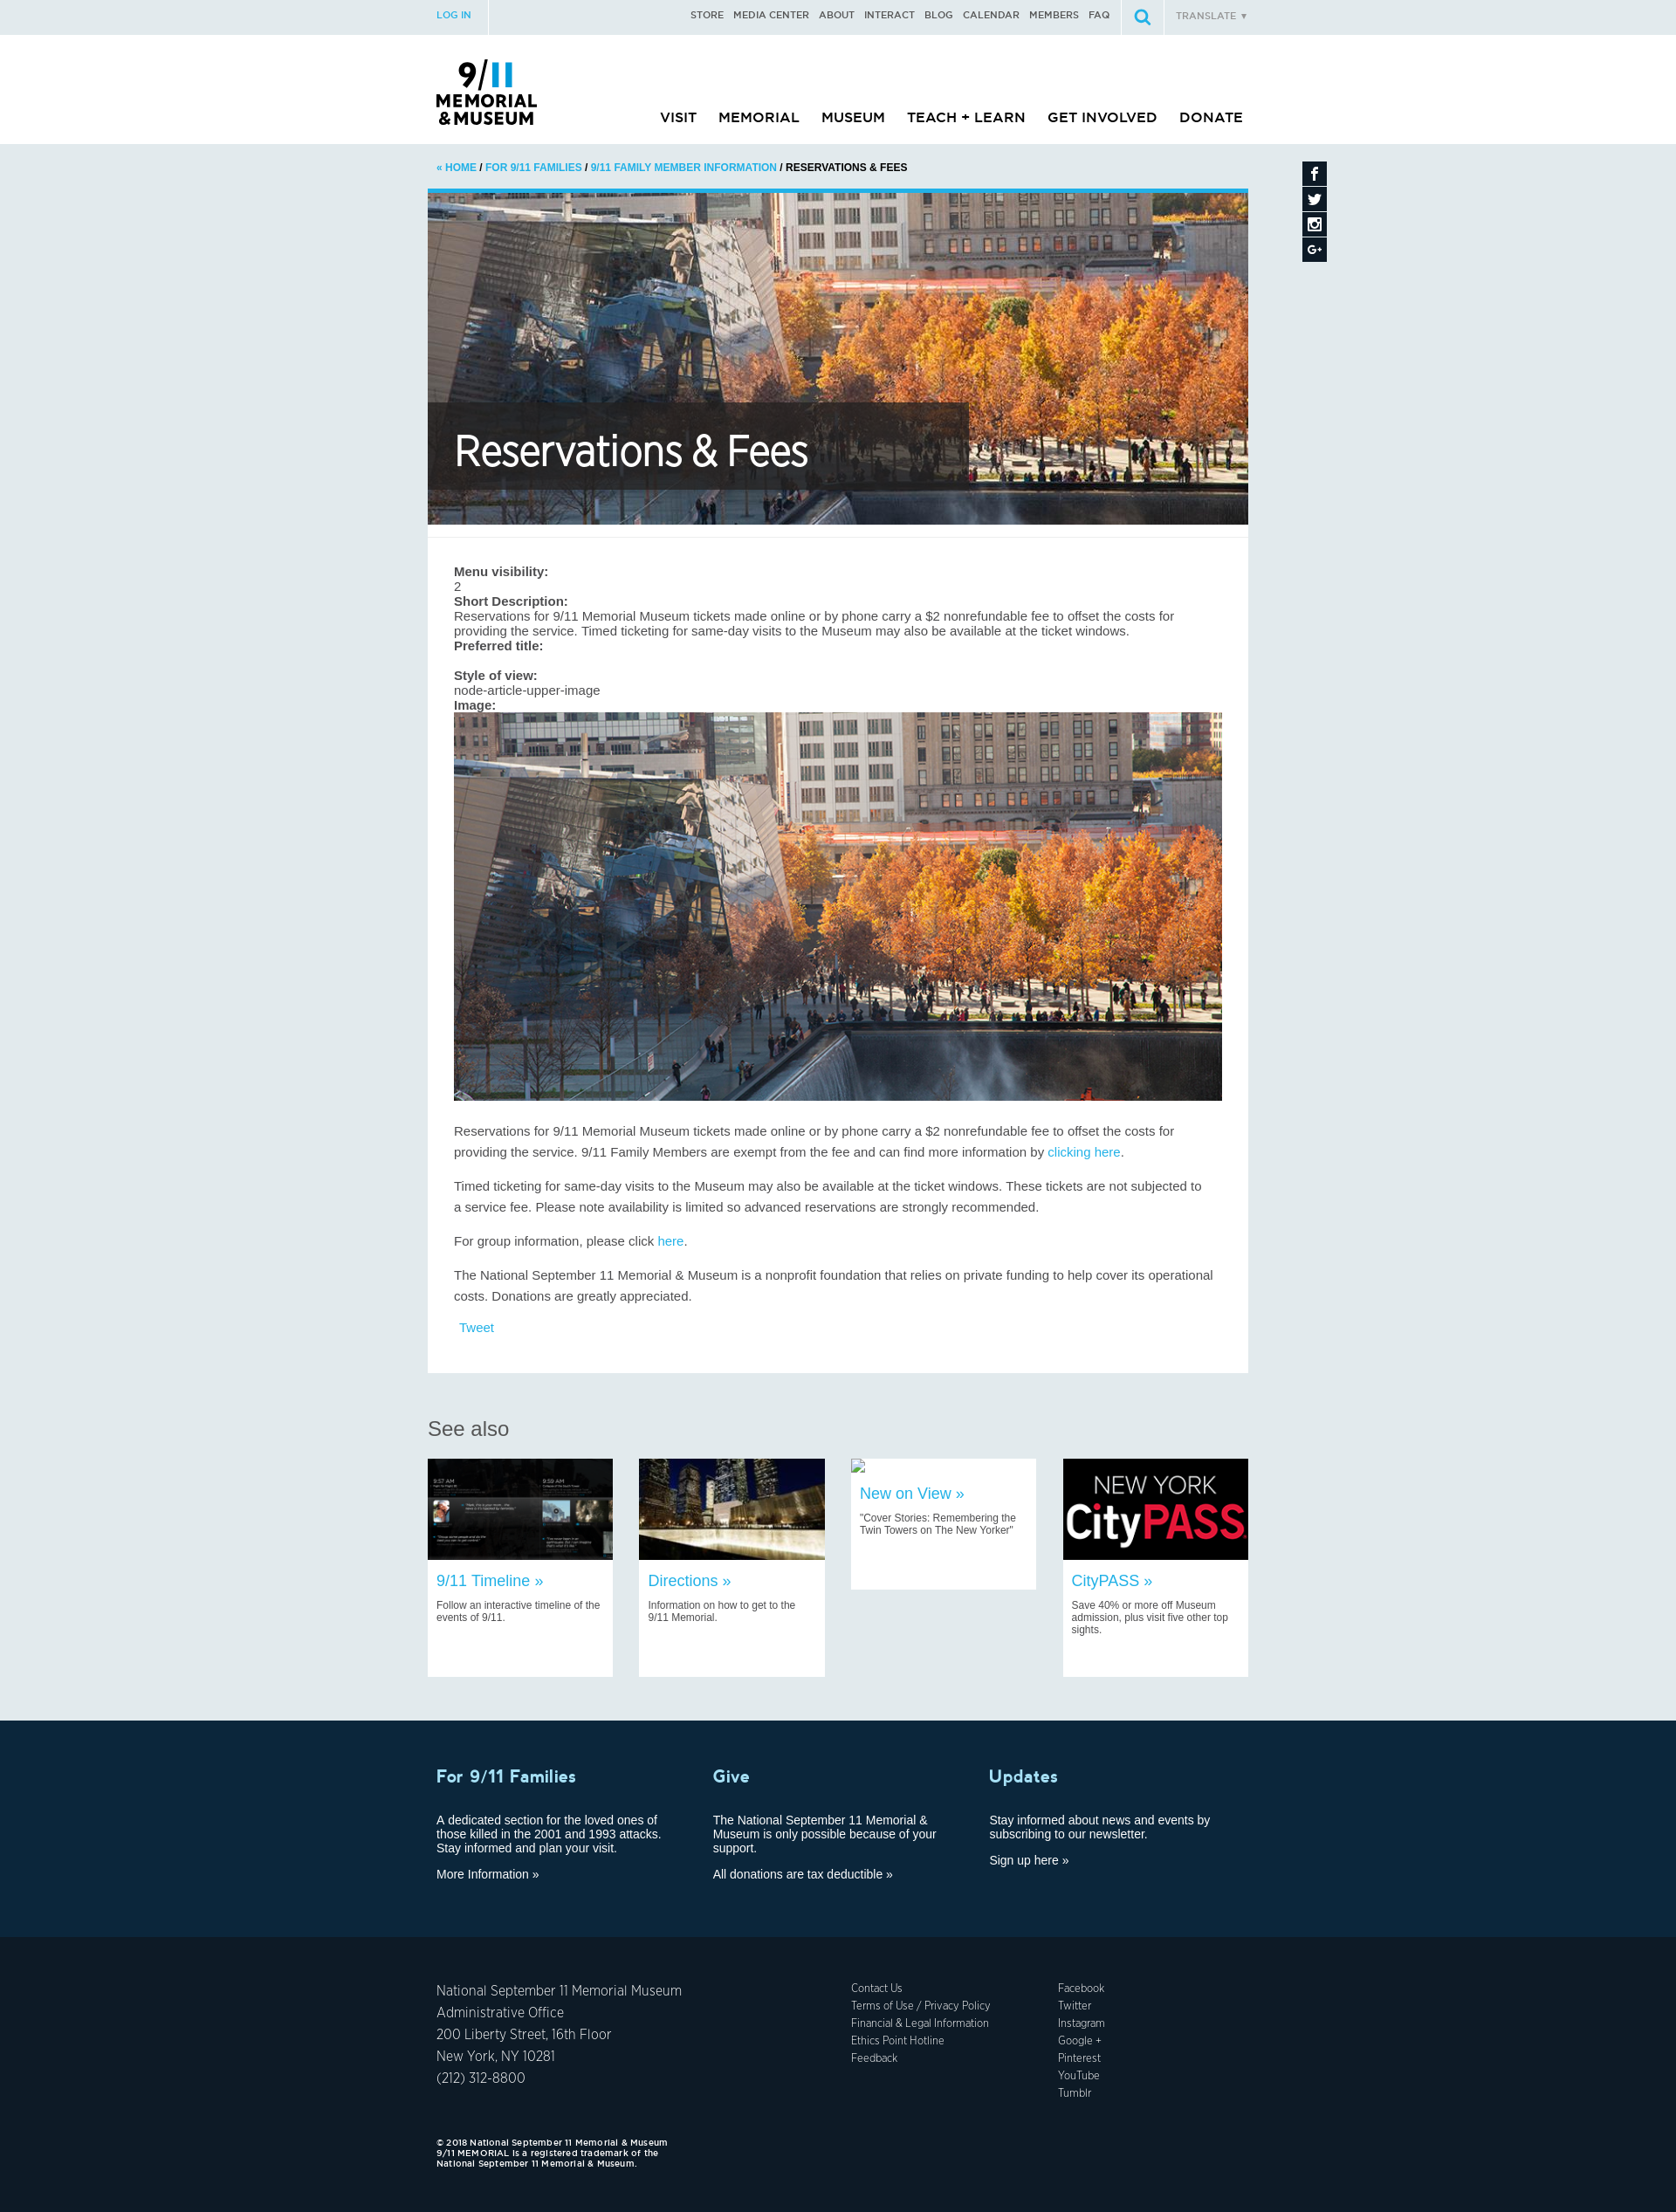 LOG IN
STORE MEDIA CENTER ABOUT INTERACT BLOG CALENDAR MEMBERS FAQ
TRANSLATE ▼
9/11
MEMORIAL
& MUSEUM
VISIT MEMORIAL MUSEUM TEACH + LEARN GET INVOLVED DONATE
« HOME / FOR 9/11 FAMILIES / 9/11 FAMILY MEMBER INFORMATION / RESERVATIONS & FEES
Reservations & Fees
Menu visibility:
2
Short Description:
Reservations for 9/11 Memorial Museum tickets made online or by phone carry a $2 nonrefundable fee to offset the costs for
providing the service. Timed ticketing for same-day visits to the Museum may also be available at the ticket windows.
Preferred title:
Style of view:
node-article-upper-image
Image:
Reservations for 9/11 Memorial Museum tickets made online or by phone carry a $2 nonrefundable fee to offset the costs for
providing the service. 9/11 Family Members are exempt from the fee and can find more information by clicking here.
Timed ticketing for same-day visits to the Museum may also be available at the ticket windows. These tickets are not subjected to
a service fee. Please note availability is limited so advanced reservations are strongly recommended.
For group information, please click here.
The National September 11 Memorial & Museum is a nonprofit foundation that relies on private funding to help cover its operational
costs. Donations are greatly appreciated.
Tweet
See also
9:57 AM
9:59 AM
9/11 Timeline »
Follow an interactive timeline of the
events of 9/11.
Directions »
Information on how to get to the
9/11 Memorial.
New on View »
"Cover Stories: Remembering the
Twin Towers on The New Yorker"
NEW YORK
CityPASS
CityPASS »
Save 40% or more off Museum
admission, plus visit five other top
sights.
For 9/11 Families
A dedicated section for the loved ones of
those killed in the 2001 and 1993 attacks.
Stay informed and plan your visit.
More Information »
Give
The National September 11 Memorial &
Museum is only possible because of your
support.
All donations are tax deductible »
Updates
Stay informed about news and events by
subscribing to our newsletter.
Sign up here »
National September 11 Memorial Museum
Administrative Office
200 Liberty Street, 16th Floor
New York, NY 10281
(212) 312-8800
Contact Us
Terms of Use / Privacy Policy
Financial & Legal Information
Ethics Point Hotline
Feedback
Facebook
Twitter
Instagram
Google +
Pinterest
YouTube
Tumblr
© 2018 National September 11 Memorial & Museum
9/11 MEMORIAL is a registered trademark of the
National September 11 Memorial & Museum.